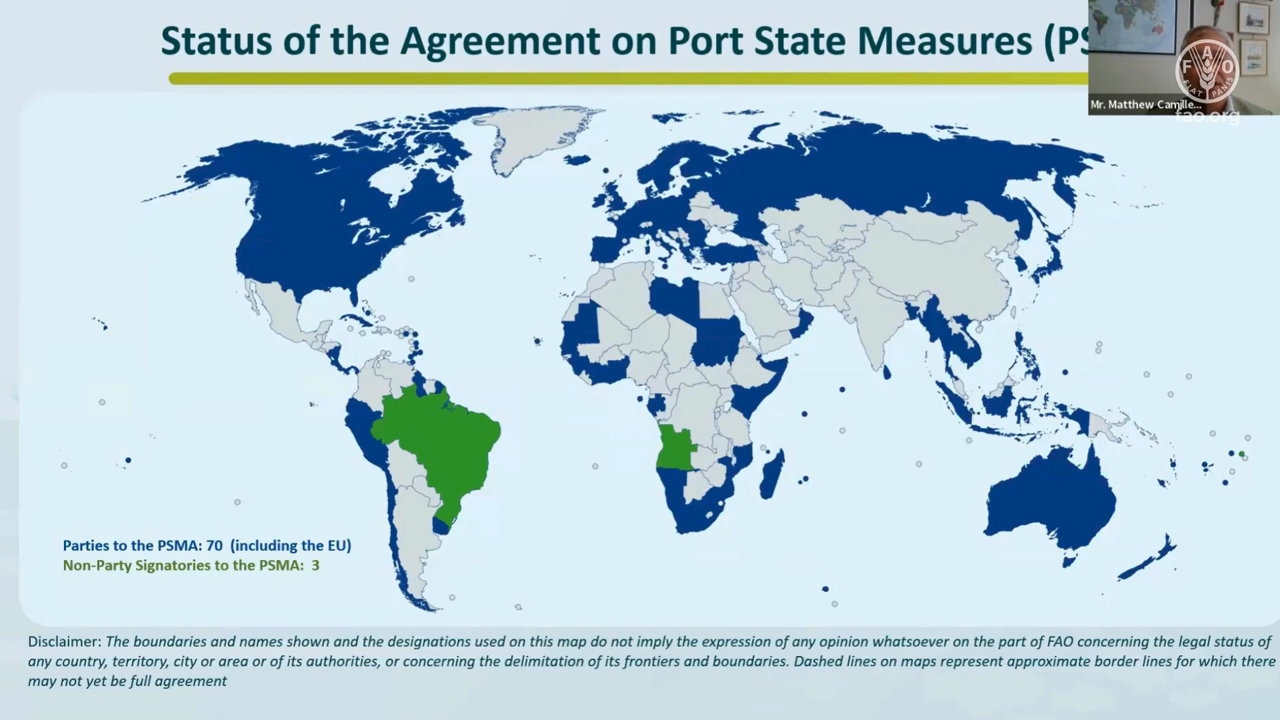 Status of the Agreement on Port State Measures (PS
Mr. Matthew Camille...
F A O
FIAT PANIS
fao.org
Parties to the PSMA: 70 (including the EU)
Non-Party Signatories to the PSMA: 3
Disclaimer: The boundaries and names shown and the designations used on this map do not imply the expression of any opinion whatsoever on the part of FAO concerning the legal status of
any country, territory, city or area or of its authorities, or concerning the delimitation of its frontiers and boundaries. Dashed lines on maps represent approximate border lines for which there
may not yet be full agreement